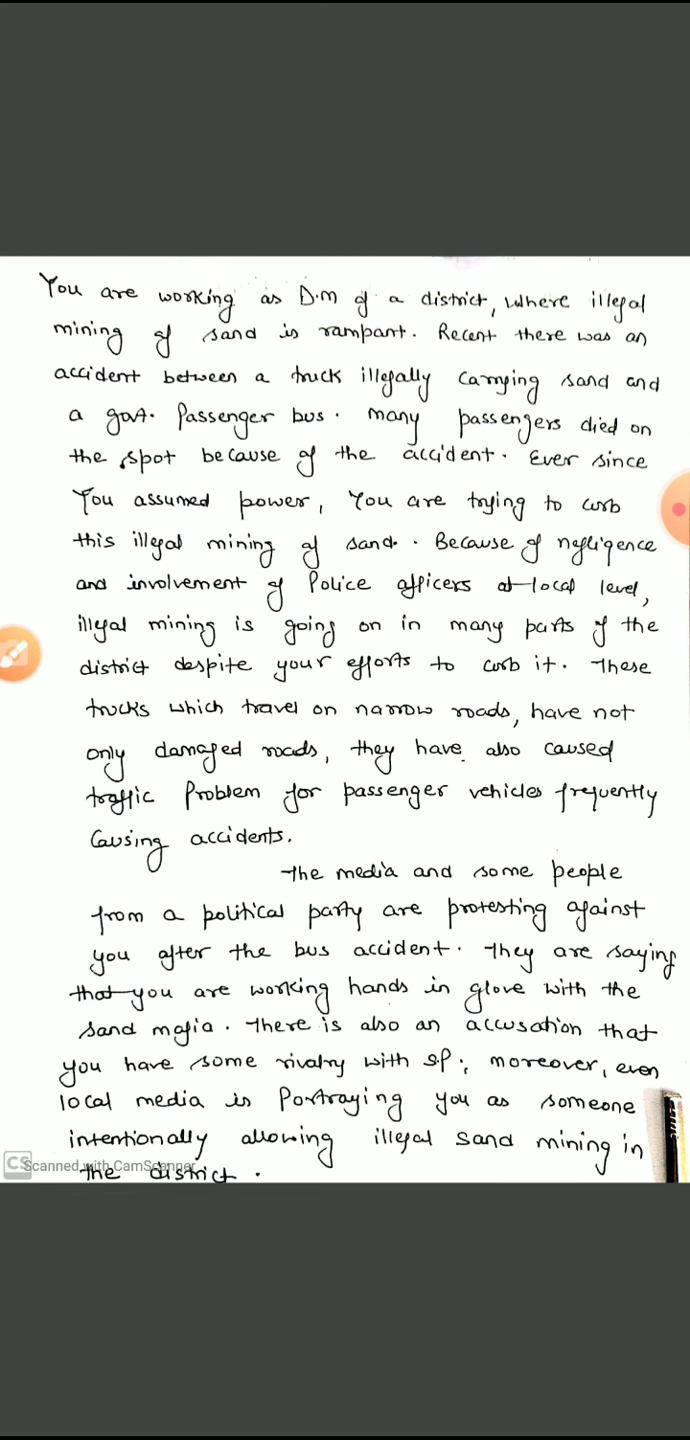 You are working as D.M of a district, where illegal
mining of sand is rampant. Recent there was an
accident between a truck illegally carrying sand and
a govt. Passenger bus. many passengers died on
the spot because of the accident. Ever since
You assumed power, You are trying to curb
this illegal mining of sand. Because of negligence
and involvement of Police officers at local level,
illegal mining is going on in many parts of the
district despite your efforts to curb it. These
trucks which travel on narrow roads, have not
only damaged roads, they have also caused
traffic Problem for passenger vehicles frequently
Causing accidents.
The media and some people
from a political party are protesting against
you after the bus accident. They are saying
that you are working hands in glove with the
sand mafia. There is also an accusation that
you have some rivalry with S.P., moreover, even
local media is Portraying you as someone
intentionally allowing illegal sand mining in
the district.
CS Scanned with CamScanner